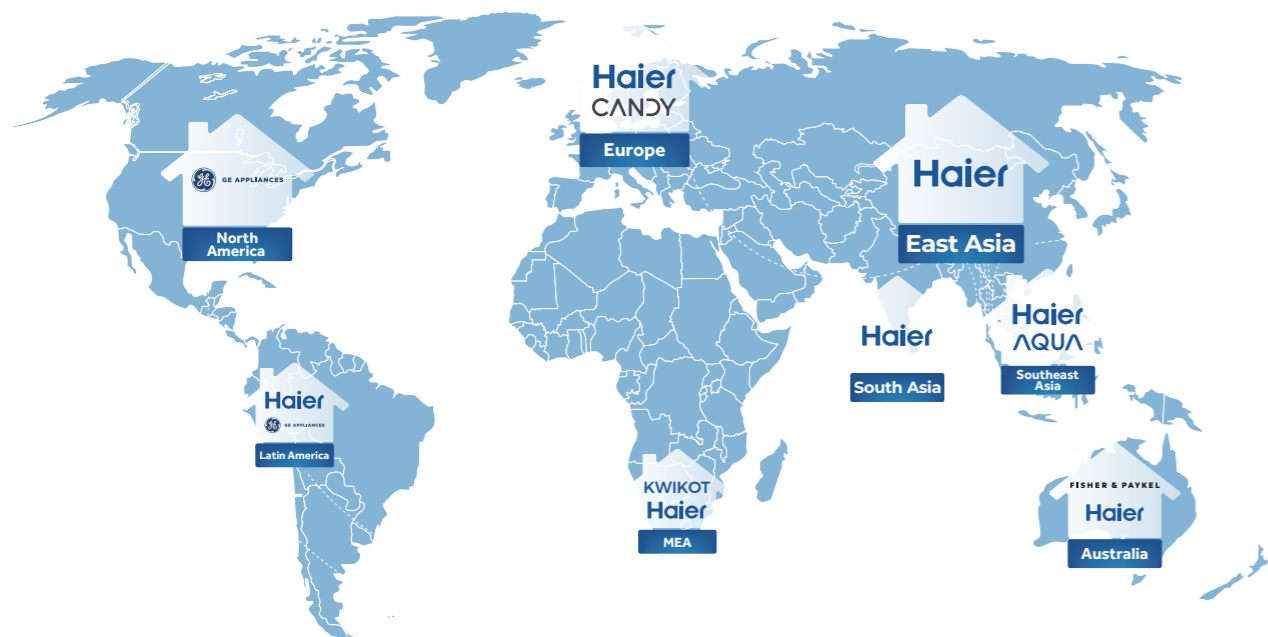 Haier
CANDY
Europe
GE APPLIANCES
North
America
Haier
East Asia
Haier
South Asia
Haier
AQUA
Southeast
Asia
Haier
GE APPLIANCES
Latin America
KWIKOT
Haier
MEA
FISHER & PAYKEL
Haier
Australia